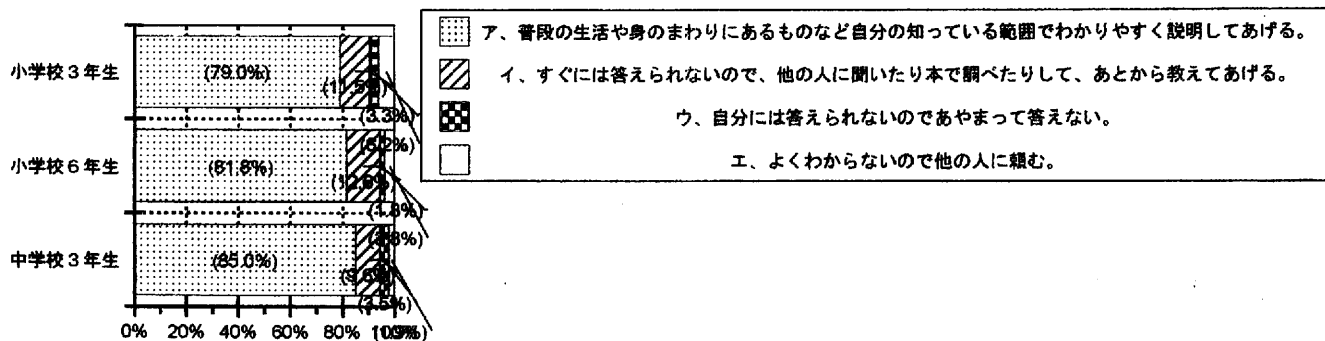 ア、普段の生活や身のまわりにあるものなど自分の知っている範囲でわかりやすく説明してあげる。
イ、すぐには答えられないので、他の人に聞いたり本で調べたりして、あとから教えてあげる。
ウ、自分には答えられないのであやまって答えない。
エ、よくわからないので他の人に頼む。
小学校3年生
(79.0%)
(11.5%)
(3.3%)
(6.2%)
小学校6年生
(81.8%)
(1.8%)
中学校3年生
(85.0%)
(3.5%)
0% 20% 40% 60% 80%